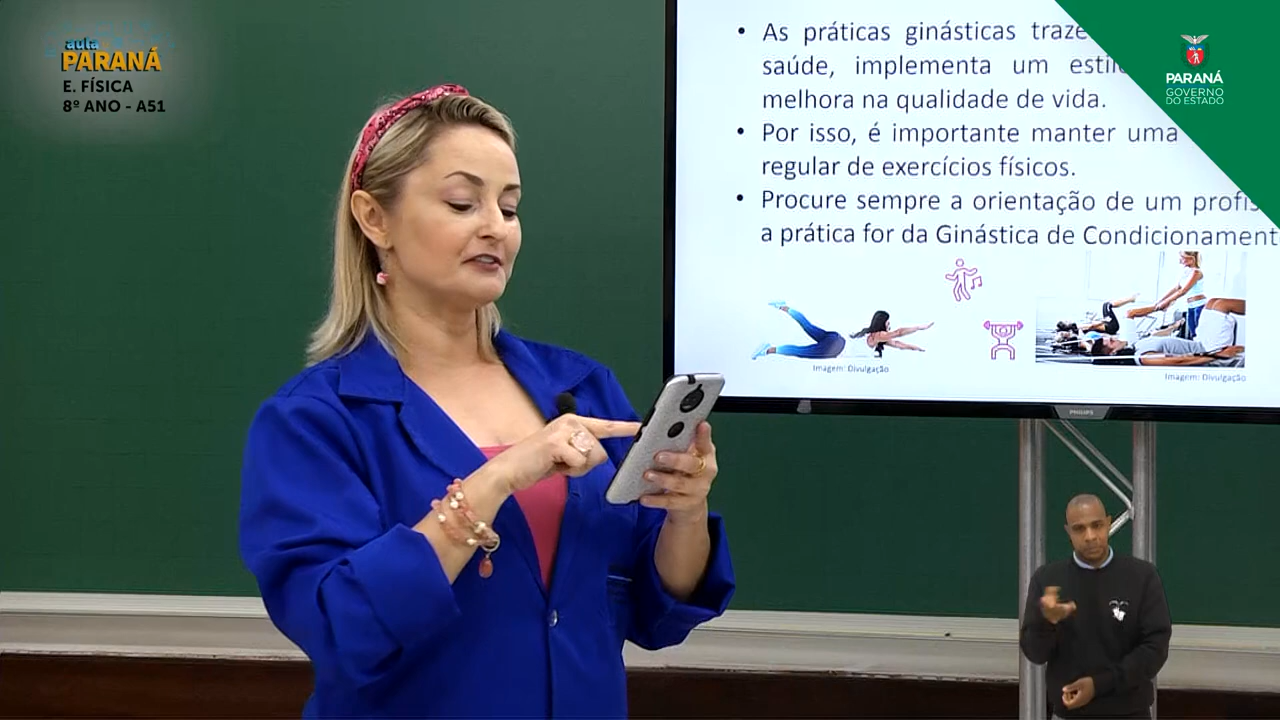 aula
PARANÁ
E. FÍSICA
8º ANO - A51
• As práticas ginásticas traze
saúde, implementa um estil
melhora na qualidade de vida.
• Por isso, é importante manter uma
regular de exercícios físicos.
• Procure sempre a orientação de um profis
a prática for da Ginástica de Condicionament
Imagem: Divulgação
Imagem: Divulgação
PHILIPS
PARANÁ
GOVERNO
DO ESTADO